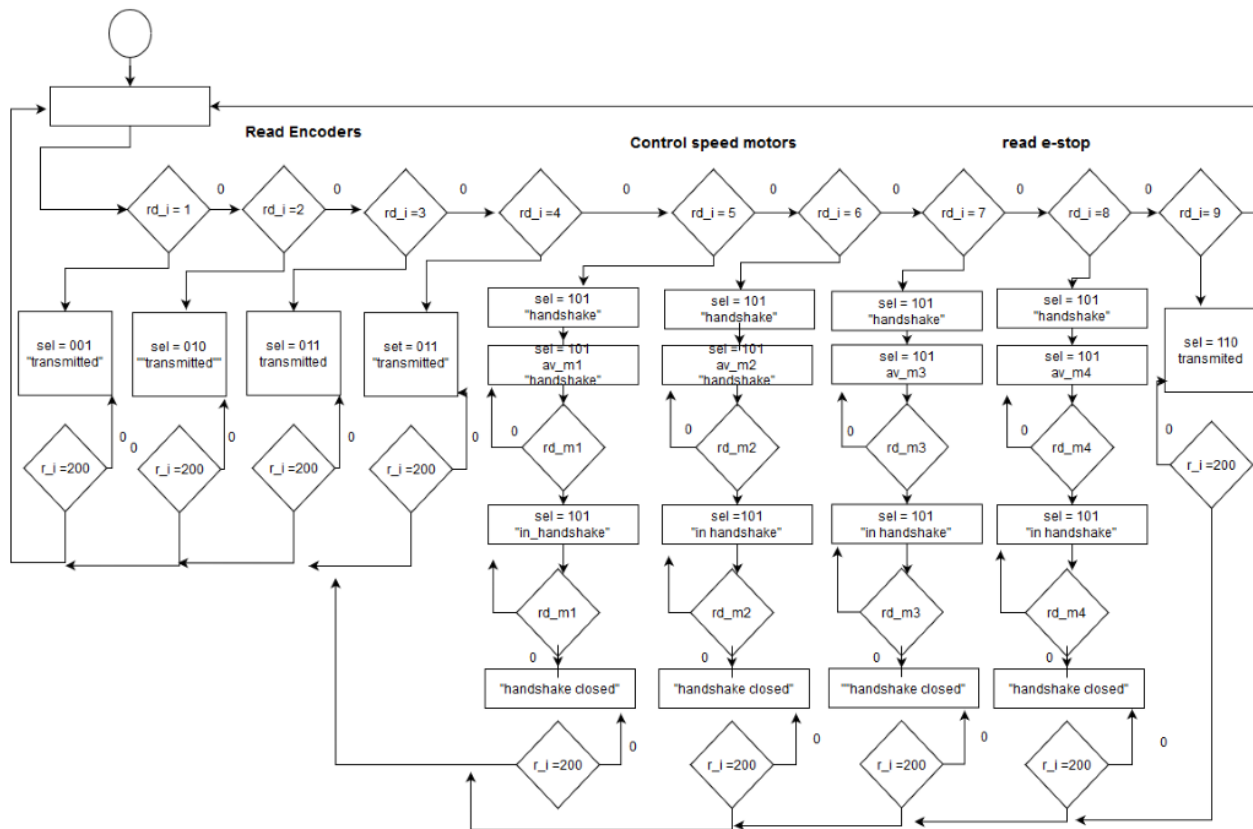 Read Encoders
Control speed motors
read e-stop
0
0
0
0
0
0
0
0
rd_i = 1
rd_i =2
rd_i =3
rd_i =4
rd_i = 5
rd_i = 6
rd_i = 7
rd_i =8
rd_i= 9
sel = 001
"transmitted"
sel = 010
""transmitted""
sel = 011
transmitted
set = 011
"transmitted"
sel = 101
"handshake"
sel = 101
"handshake"
sel = 101
"handshake"
sel = 101
"handshake"
sel = 110
transmited
sel = 101
av_m1
"handshake"
sel =101
av_m2
"handshake"
sel = 101
av_m3
sel = 101
av_m4
0
0
0
0
0
r_i =200
r_i =200
r_i =200
r_i =200
0
rd_m1
0
rd_m2
0
rd_m3
0
rd_m4
0
r_i =200
sel = 101
"in_handshake"
sel =101
"in handshake"
sel = 101
"in handshake"
sel = 101
"in handshake"
rd_m1
rd_m2
rd_m3
rd_m4
0
0
0
0
"handshake closed"
"handshake closed"
""handshake closed"
"handshake closed"
r_i =200
0
r_i =200
0
r_i =200
0
r_i =200
0